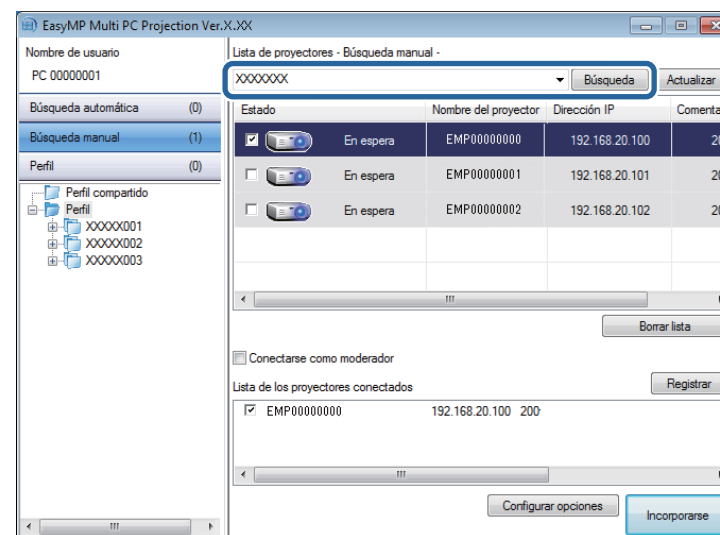 EasyMP Multi PC Projection Ver.X.XX
Nombre de usuario
PC 00000001
Búsqueda automática (0)
Búsqueda manual (1)
Perfil (0)
Perfil compartido
Perfil
XXXXX001
XXXXX002
XXXXX003
Lista de proyectores - Búsqueda manual -
XXXXXXX Búsqueda Actualizar
Estado Nombre del proyector Dirección IP Comenta
En espera EMP00000000 192.168.20.100 20
En espera EMP00000001 192.168.20.101 20
En espera EMP00000002 192.168.20.102 20
Borrar lista
Conectarse como moderador
Lista de los proyectores conectados Registrar
EMP00000000 192.168.20.100 200
Configurar opciones Incorporarse